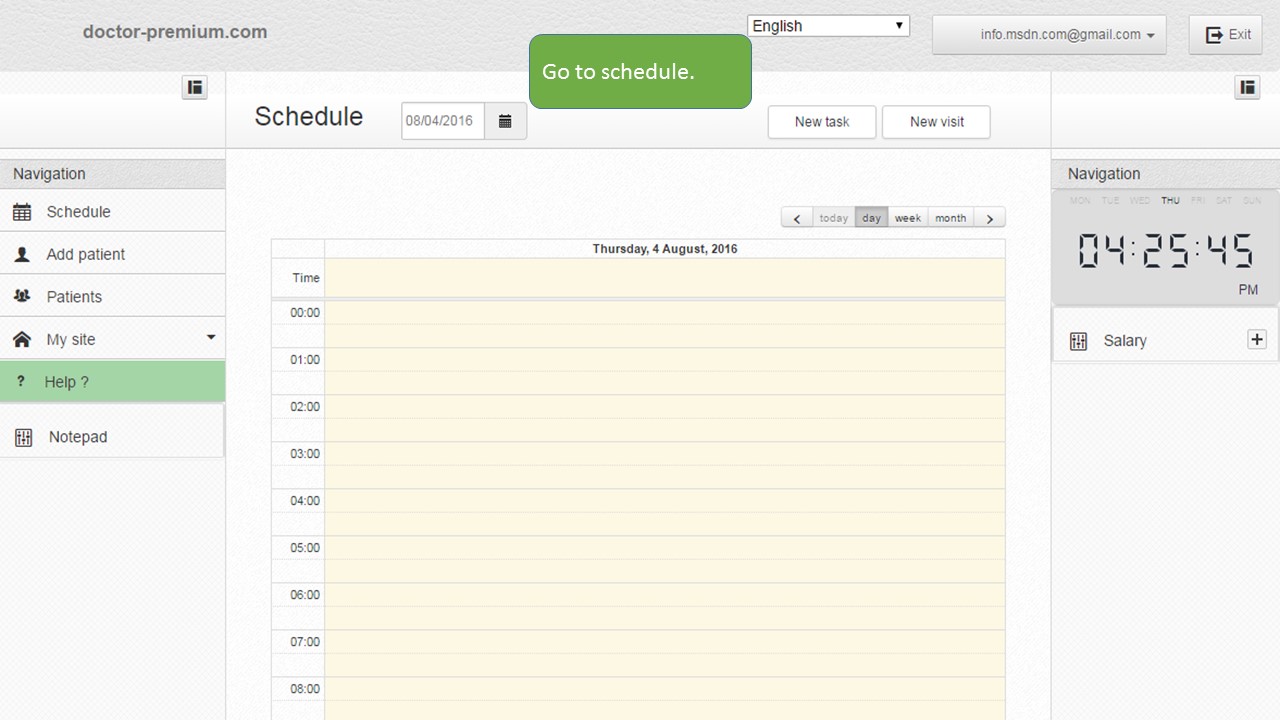 doctor-premium.com
English
info.msdn.com@gmail.com
Exit
Go to schedule.
Schedule
08/04/2016
New task
New visit
Navigation
Schedule
Add patient
Patients
My site
? Help ?
Notepad
today day week month
Thursday, 4 August, 2016
Time
00:00
01:00
02:00
03:00
04:00
05:00
06:00
07:00
08:00
Navigation
MON TUE WED THU FRI SAT SUN
04:25:45
PM
Salary